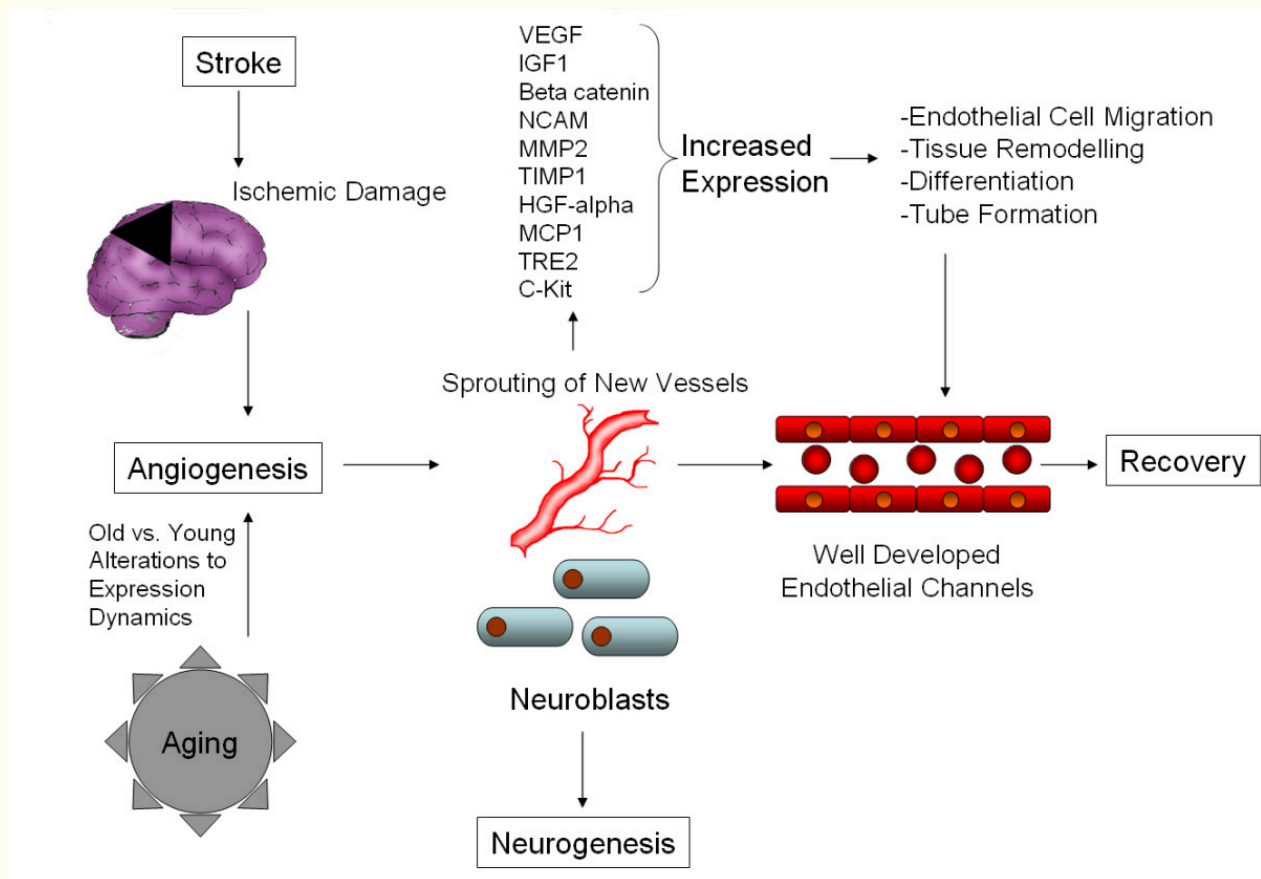 Stroke
Ischemic Damage
VEGF
IGF1
Beta catenin
NCAM
MMP2
TIMP1
HGF-alpha
MCP1
TRE2
C-Kit
Increased
Expression
-Endothelial Cell Migration
-Tissue Remodelling
-Differentiation
-Tube Formation
Sprouting of New Vessels
Angiogenesis
Recovery
Old vs. Young
Alterations to
Expression
Dynamics
Well Developed
Endothelial Channels
Neuroblasts
Aging
Neurogenesis